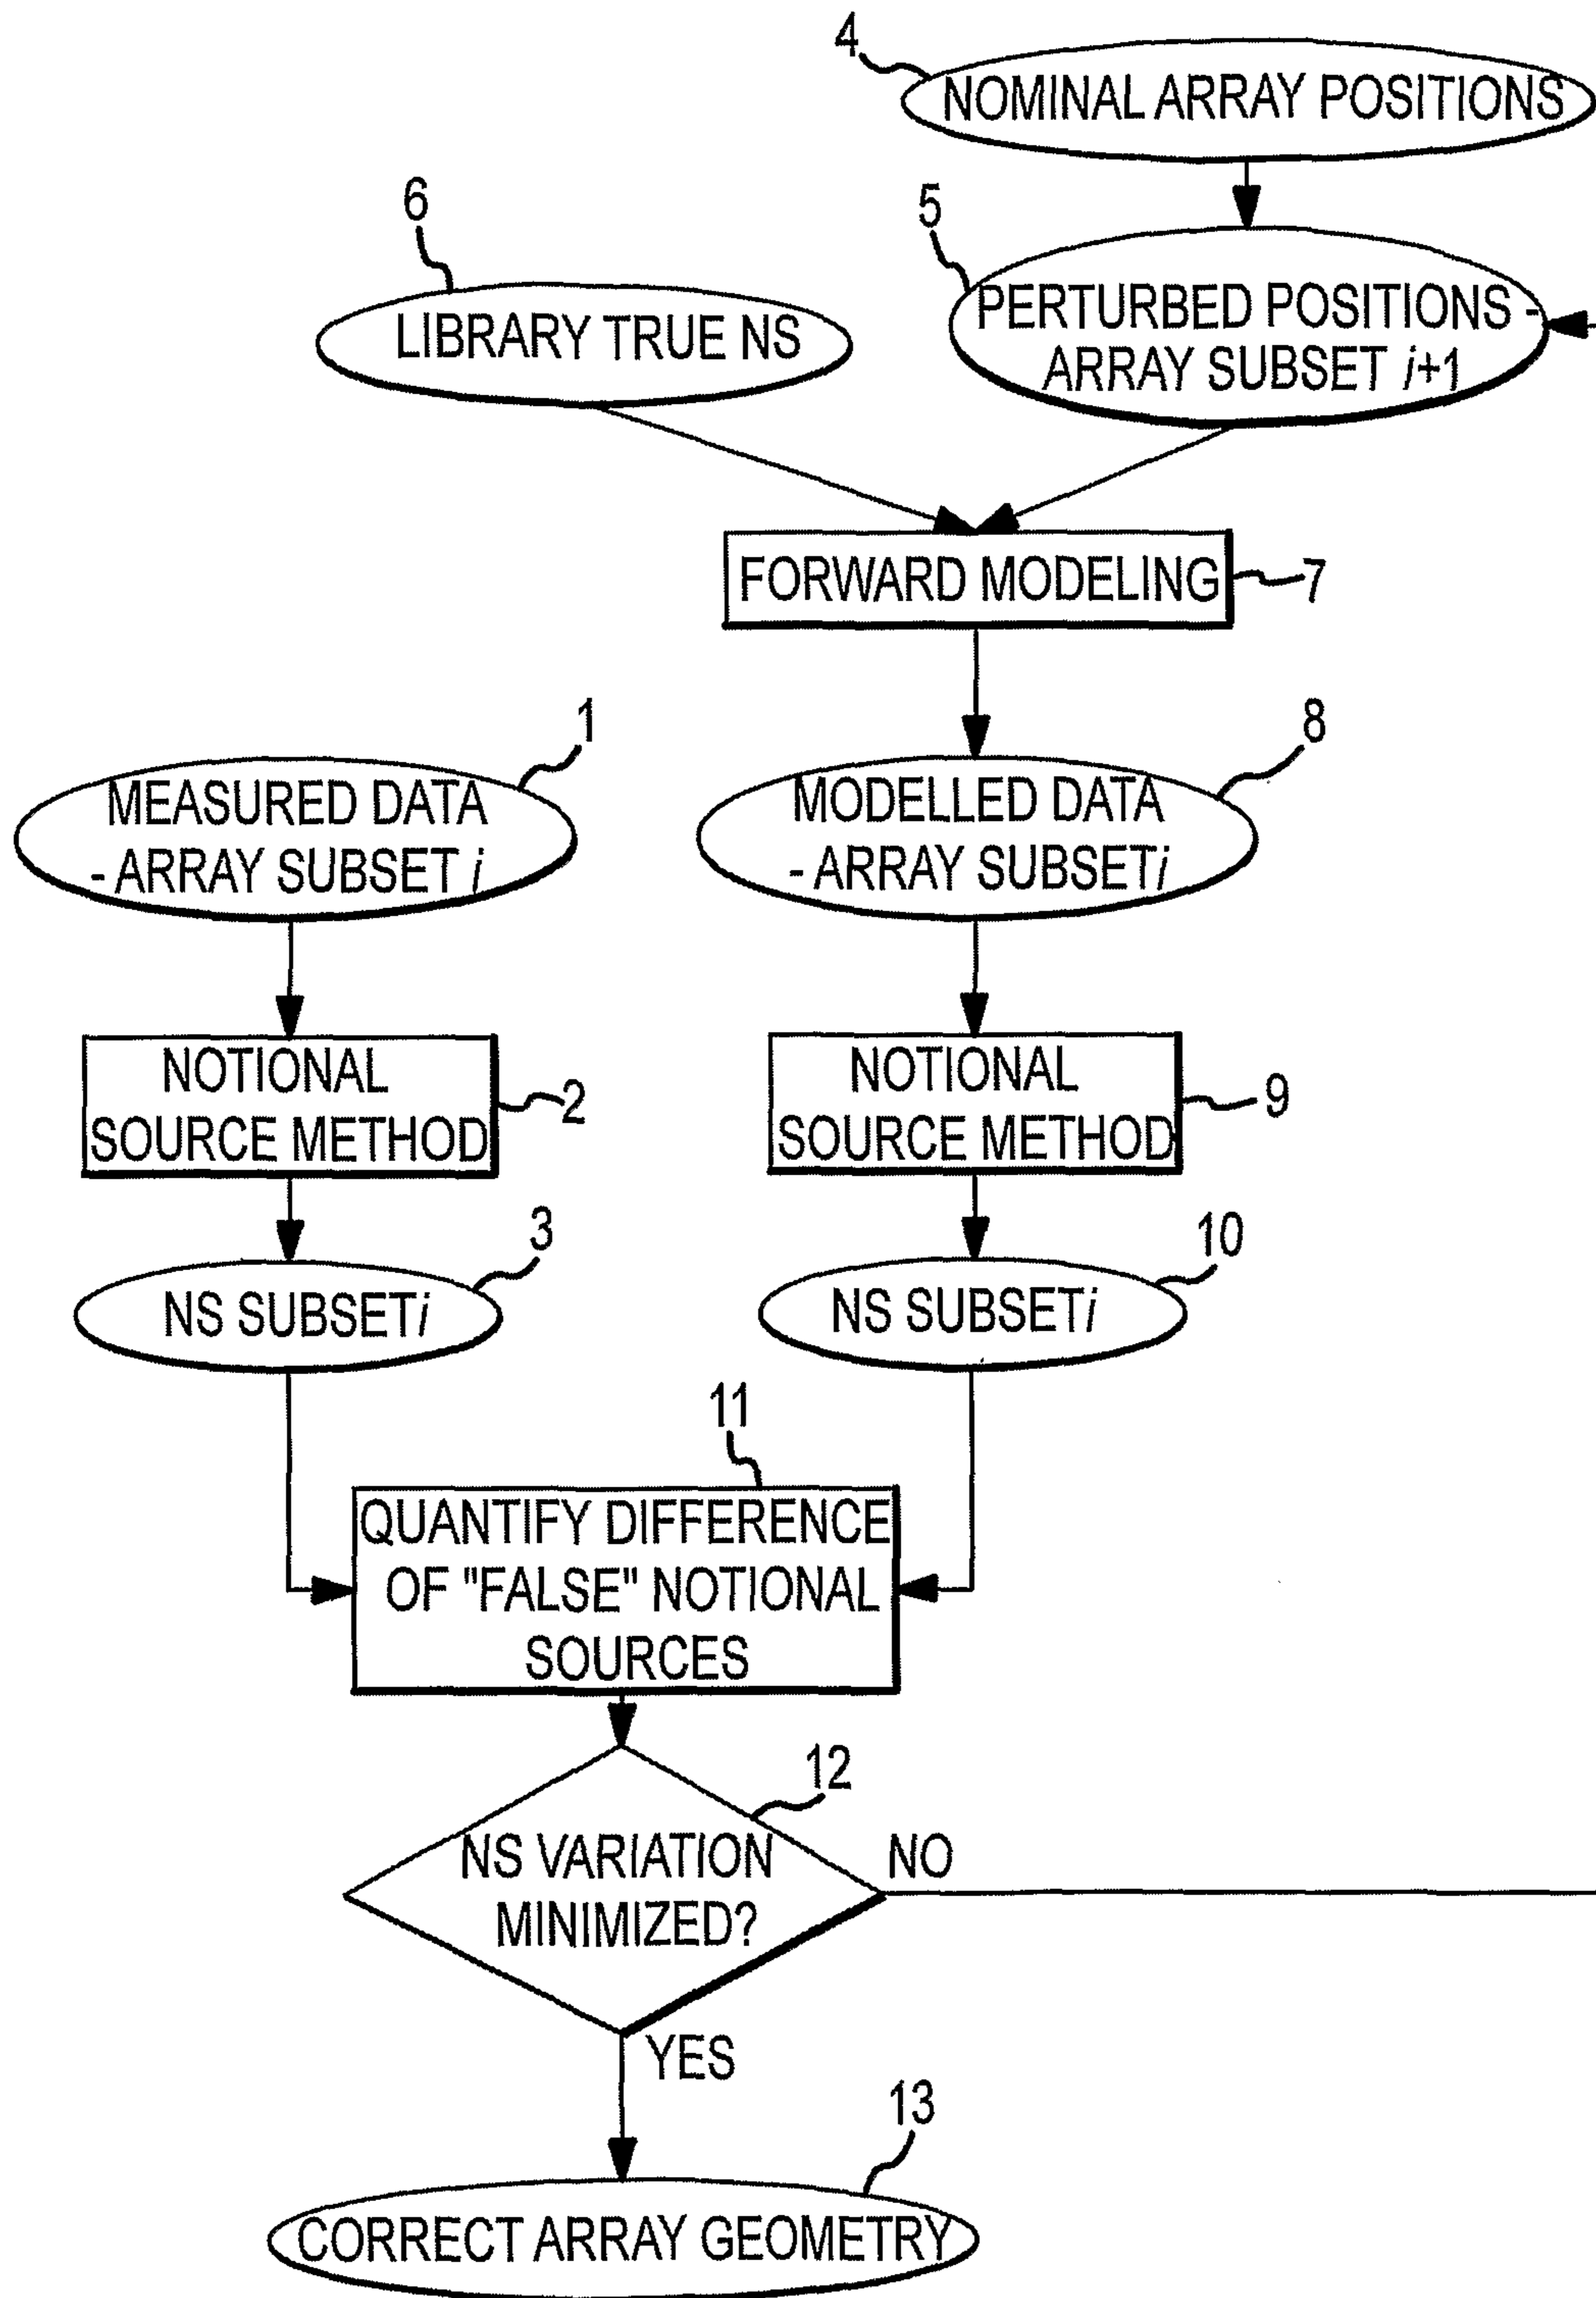 4
NOMINAL ARRAY POSITIONS
6
5
LIBRARY TRUE NS
PERTURBED POSITIONS -
ARRAY SUBSET i+1
FORWARD MODELING
7
1
8
MEASURED DATA
- ARRAY SUBSET i
MODELLED DATA
- ARRAY SUBSETi
NOTIONAL
SOURCE METHOD
2
NOTIONAL
SOURCE METHOD
9
3
10
NS SUBSETi
NS SUBSETi
11
QUANTIFY DIFFERENCE
OF "FALSE" NOTIONAL
SOURCES
12
NS VARIATION
MINIMIZED?
NO
YES
13
CORRECT ARRAY GEOMETRY